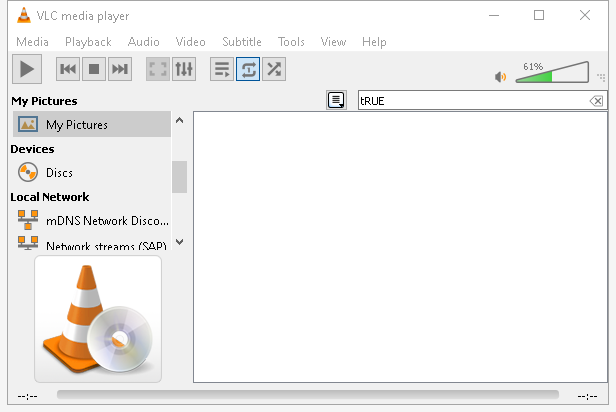 VLC media player
Media Playback Audio Video Subtitle Tools View Help
61%
My Pictures
tRUE
My Pictures
Devices
Discs
Local Network
mDNS Network Disco...
Network streams (SAP)
--:-- --:--